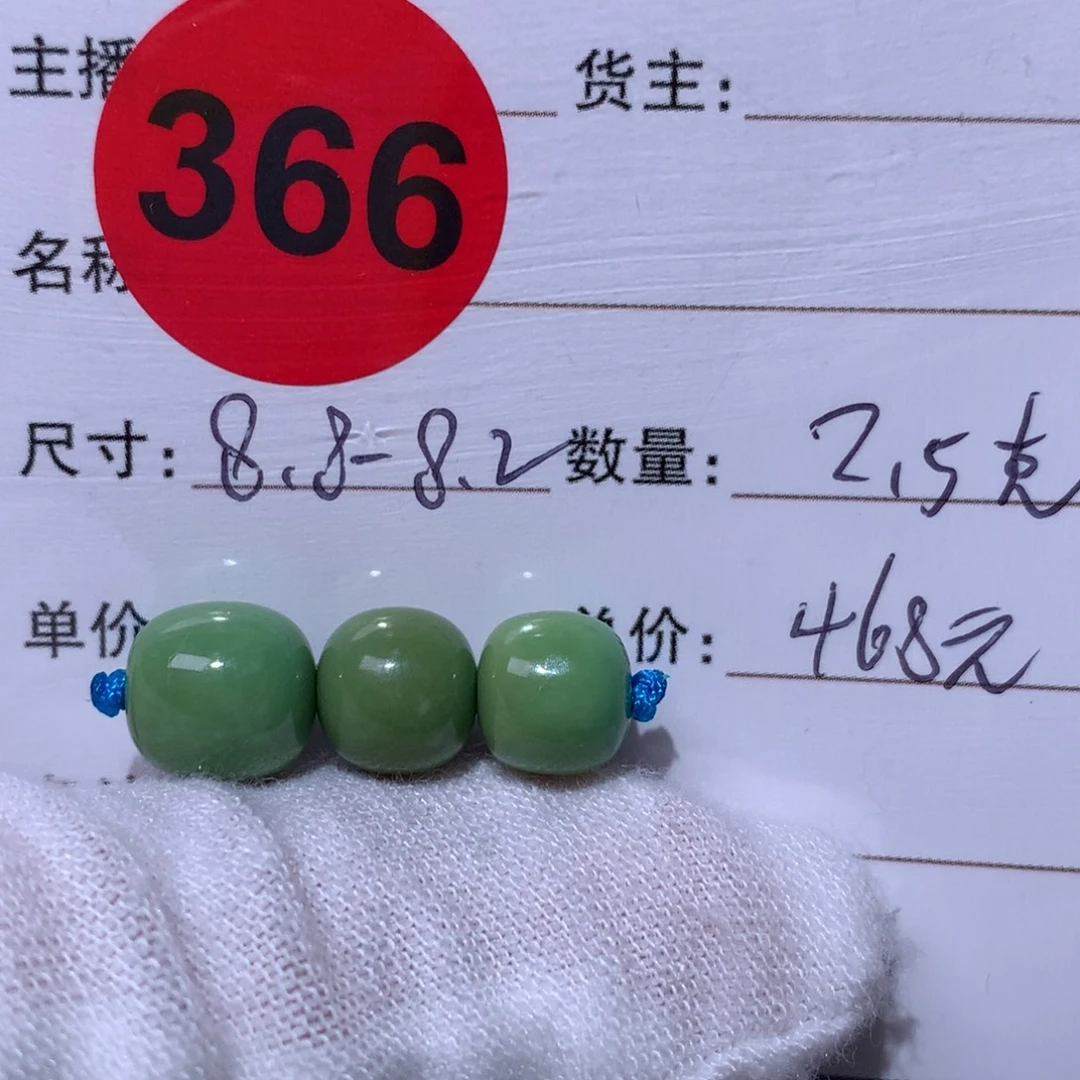 主播 货主：
366
名称
尺寸：8.8-8.2 数量：2.5克
单价 价：468元